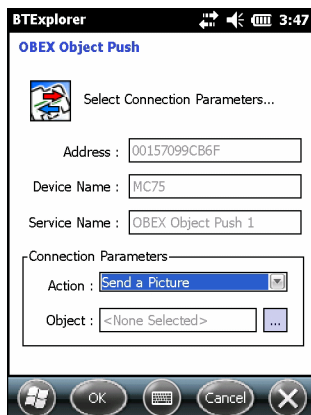 BTExplorer 3:47
OBEX Object Push
Select Connection Parameters...
Address : 00157099CB6F
Device Name : MC75
Service Name : OBEX Object Push 1
Connection Parameters
Action : Send a Picture
Object : <None Selected> ...
OK Cancel